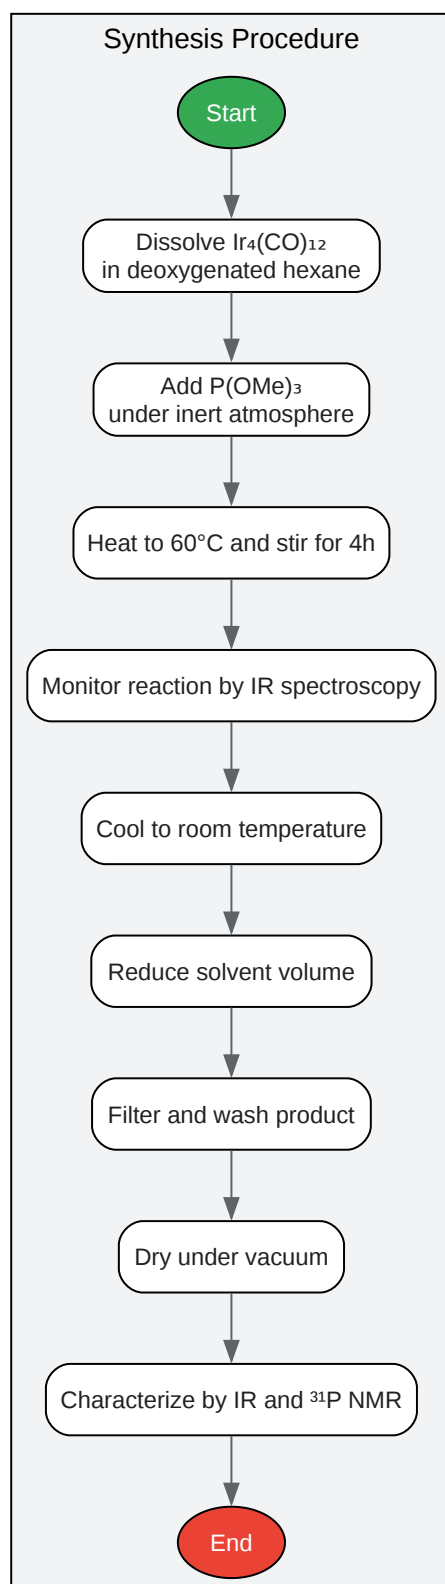 Synthesis Procedure
Start
Dissolve Ir₄(CO)₁₂
in deoxygenated hexane
Add P(OMe)₃
under inert atmosphere
Heat to 60°C and stir for 4h
Monitor reaction by IR spectroscopy
Cool to room temperature
Reduce solvent volume
Filter and wash product
Dry under vacuum
Characterize by IR and ³¹P NMR
End